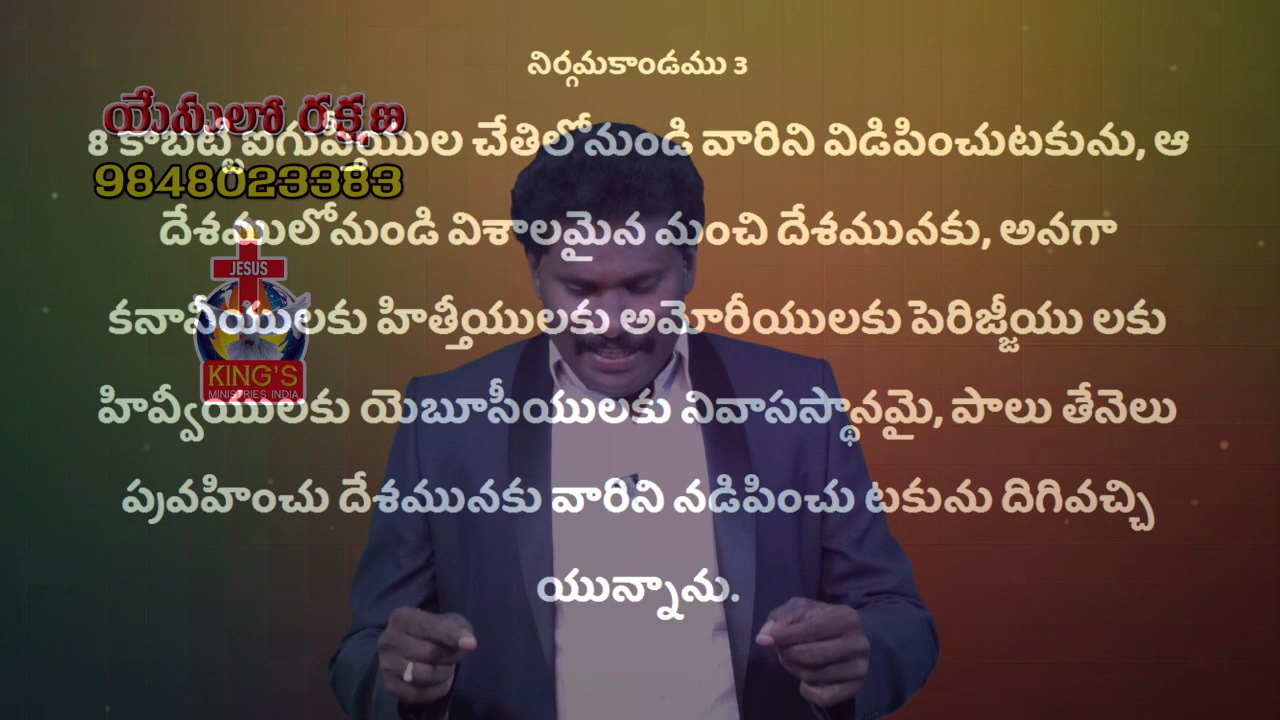 నిర్గమకాండము 3
యేసులో రక్షణ
8 కాబట్టి ఐగుప్తీయుల చేతిలోనుండి వారిని విడిపించుటకును, ఆ
9848023383
దేశములోనుండి విశాలమైన మంచి దేశమునకు, అనగా
JESUS
కనానీయులకు హిత్తీయులకు అమోరీయులకు పెరిజ్జీయు లకు
KING'S
MINISTRIES INDIA
హివ్వీయులకు యెబూసీయులకు నివాసస్థానమై, పాలు తేనెలు
ప్రవహించు దేశమునకు వారిని నడిపించు టకును దిగివచ్చి
యున్నాను.